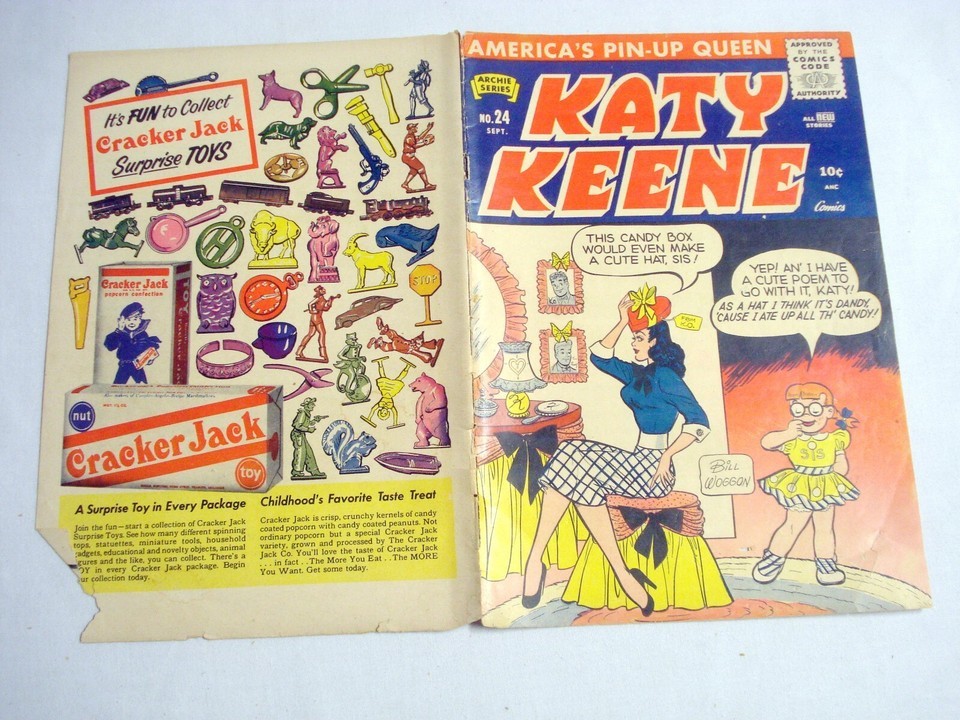 It's FUN to Collect
Cracker Jack
Surprise TOYS
STOP
Cracker Jack
popcorn confection
TOY
nut
Cracker Jack
toy
A Surprise Toy in Every Package
Join the fun—start a collection of Cracker Jack
Surprise Toys. See how many different spinning
tops, statuettes, miniature tools, household
gadgets, educational and novelty objects, animal
gures and the like, you can collect. There's a
OY in every Cracker Jack package. Begin
ur collection today.
Childhood's Favorite Taste Treat
Cracker Jack is crisp, crunchy kernels of candy
coated popcorn with candy coated peanuts. Not
ordinary popcorn but a special Cracker Jack
variety, grown and processed by The Cracker
Jack Co. You'll love the taste of Cracker Jack
. . . in fact . . The More You Eat . . The MORE
You Want. Get some today.
AMERICA'S PIN-UP QUEEN
APPROVED
BY THE
COMICS
CODE
AUTHORITY
ARCHIE
SERIES
NO. 24
SEPT.
KATY
KEENE
ALL NEW
STORIES
10¢
ANC
Comics
THIS CANDY BOX
WOULD EVEN MAKE
A CUTE HAT, SIS!
YEP! AN' I HAVE
A CUTE POEM TO
GO WITH IT, KATY!
AS A HAT I THINK IT'S DANDY,
'CAUSE I ATE UP ALL TH' CANDY!
FROM
K.O.
SIS
BILL
WOGGON